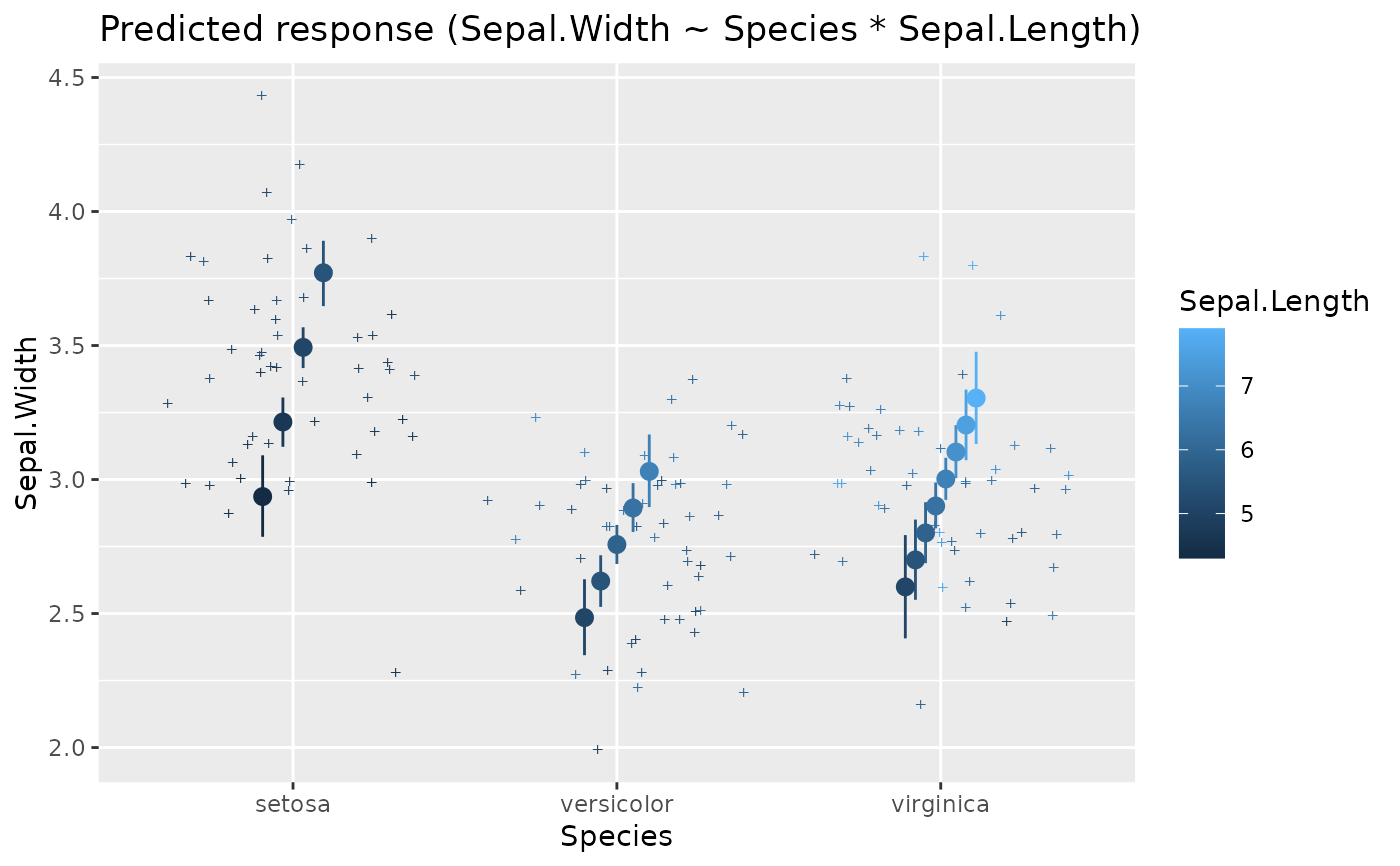 Predicted response (Sepal.Width ~ Species * Sepal.Length)
4.5
4.0
3.5
3.0
2.5
2.0
Sepal.Width
setosa
versicolor
virginica
Species
Sepal.Length
7
6
5